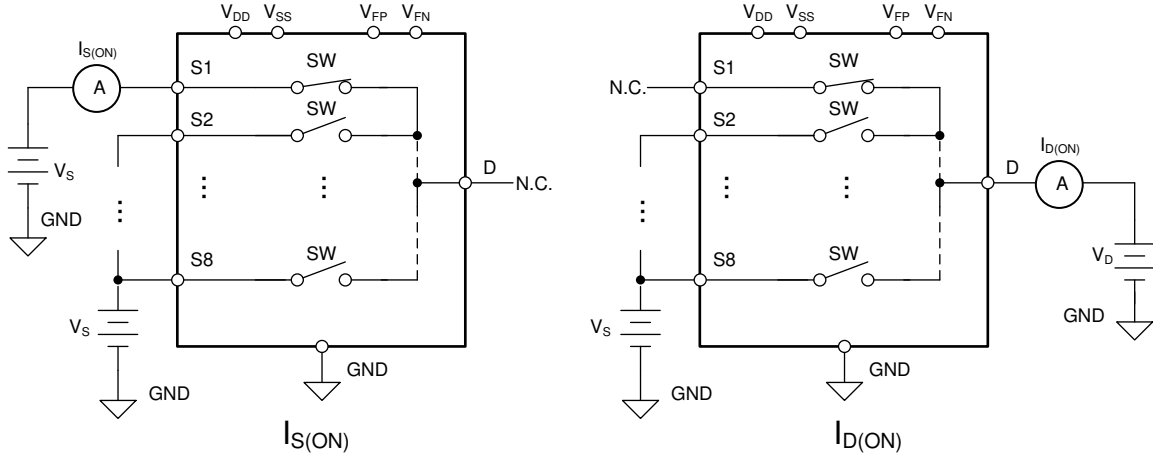 VDD VSS VFP VFN
IS(ON)
A
S1
SW
S2
SW
VS
GND
...
...
...
D
N.C.
S8
SW
VS
GND
GND
IS(ON)
VDD VSS VFP VFN
N.C.
S1
SW
S2
SW
ID(ON)
D
A
...
...
...
S8
SW
VS
GND
VD
GND
GND
ID(ON)